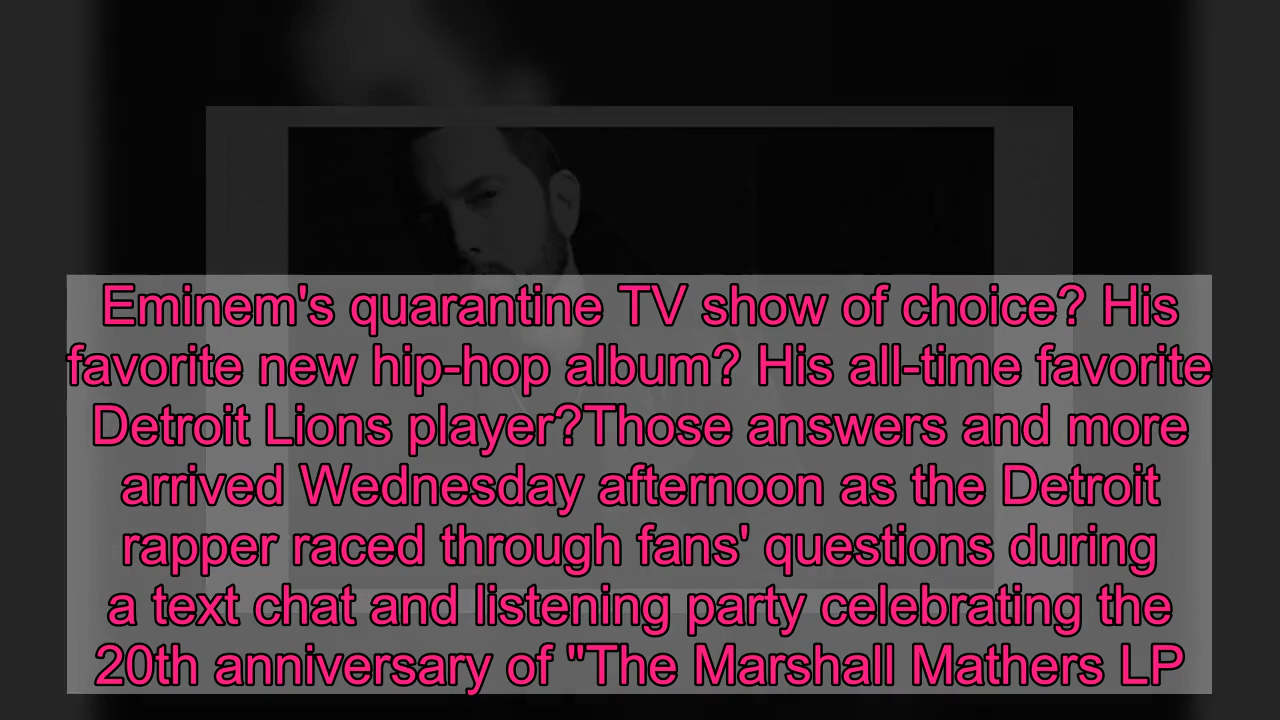 Eminem's quarantine TV show of choice? His
favorite new hip-hop album? His all-time favorite
Detroit Lions player?Those answers and more
arrived Wednesday afternoon as the Detroit
rapper raced through fans' questions during
a text chat and listening party celebrating the
20th anniversary of "The Marshall Mathers LP